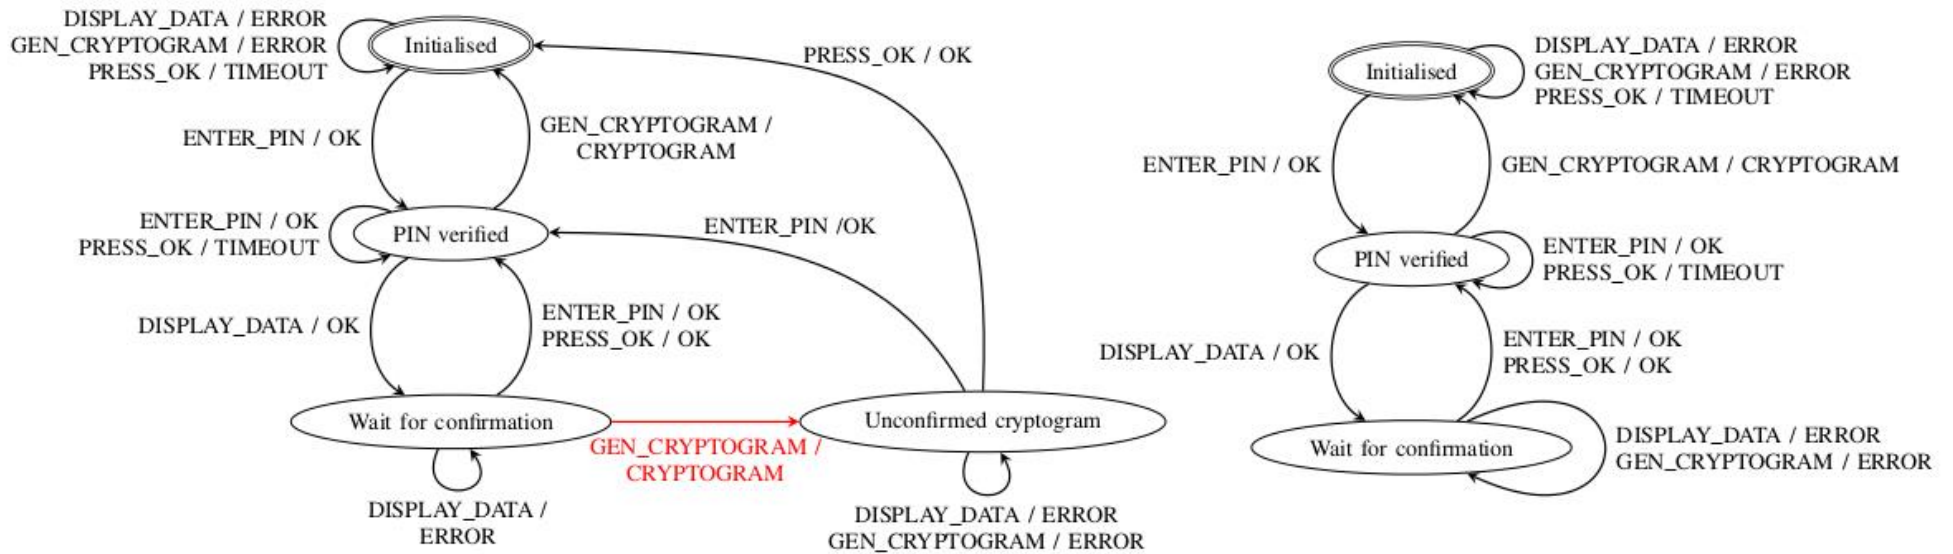 DISPLAY_DATA / ERROR
GEN_CRYPTOGRAM / ERROR
PRESS_OK / TIMEOUT
Initialised
PRESS_OK / OK
ENTER_PIN / OK
GEN_CRYPTOGRAM /
CRYPTOGRAM
ENTER_PIN / OK
PRESS_OK / TIMEOUT
PIN verified
ENTER_PIN /OK
DISPLAY_DATA / OK
ENTER_PIN / OK
PRESS_OK / OK
Wait for confirmation
GEN_CRYPTOGRAM /
CRYPTOGRAM
Unconfirmed cryptogram
DISPLAY_DATA /
ERROR
DISPLAY_DATA / ERROR
GEN_CRYPTOGRAM / ERROR
Initialised
DISPLAY_DATA / ERROR
GEN_CRYPTOGRAM / ERROR
PRESS_OK / TIMEOUT
ENTER_PIN / OK
GEN_CRYPTOGRAM / CRYPTOGRAM
PIN verified
ENTER_PIN / OK
PRESS_OK / TIMEOUT
DISPLAY_DATA / OK
ENTER_PIN / OK
PRESS_OK / OK
Wait for confirmation
DISPLAY_DATA / ERROR
GEN_CRYPTOGRAM / ERROR